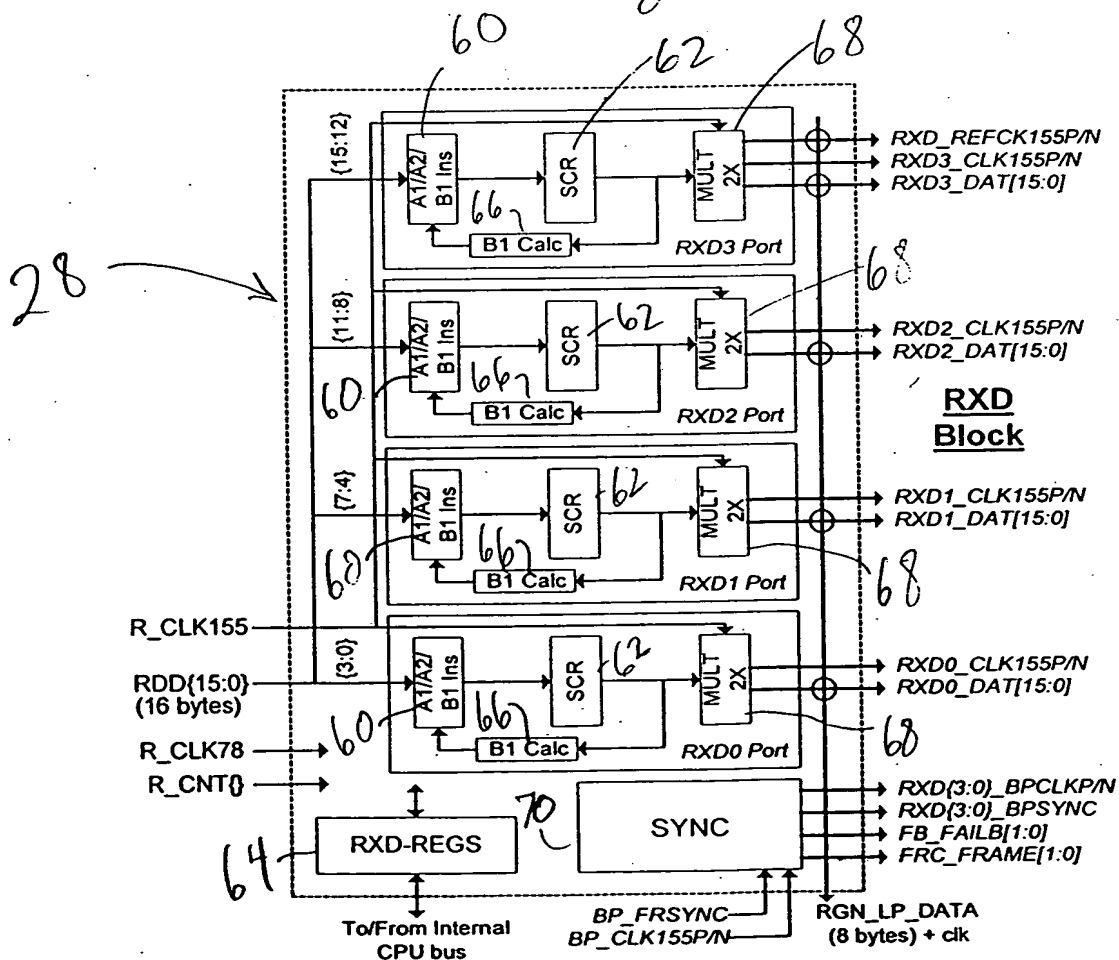 60
62
68
{15:12}
A1/A2/
B1 Ins
SCR
MULT
2X
66
B1 Calc
RXD3 Port
RXD_REFCK155P/N
RXD3_CLK155P/N
RXD3_DAT[15:0]
28
68
{11:8}
A1/A2/
B1 Ins
60
SCR
62
MULT
2X
66
B1 Calc
RXD2 Port
RXD2_CLK155P/N
RXD2_DAT[15:0]
RXD
Block
{7:4}
A1/A2/
B1 Ins
60
SCR
62
MULT
2X
66
B1 Calc
RXD1 Port
RXD1_CLK155P/N
RXD1_DAT[15:0]
68
R_CLK155
{3:0}
RDD{15:0}
(16 bytes)
A1/A2/
B1 Ins
60
SCR
62
MULT
2X
66
B1 Calc
RXD0 Port
RXD0_CLK155P/N
RXD0_DAT[15:0]
68
R_CLK78
R_CNT{}
RXD-REGS
64
70
SYNC
RXD{3:0}_BPCLKP/N
RXD{3:0}_BPSYNC
FB_FAILB[1:0]
FRC_FRAME[1:0]
To/From Internal
CPU bus
BP_FRSYNC
BP_CLK155P/N
RGN_LP_DATA
(8 bytes) + clk